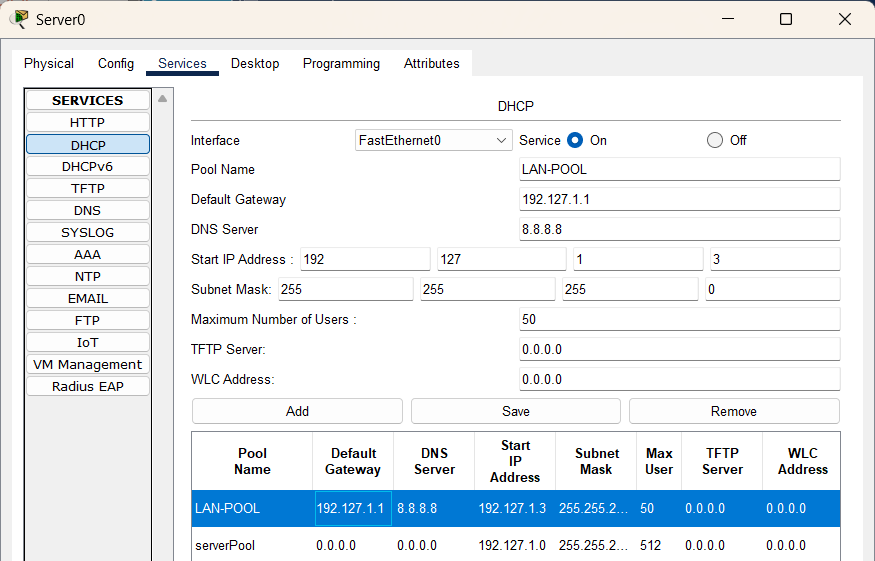 Server0
Physical Config Services Desktop Programming Attributes
SERVICES
HTTP
DHCP
DHCPv6
TFTP
DNS
SYSLOG
AAA
NTP
EMAIL
FTP
IoT
VM Management
Radius EAP
DHCP
Interface FastEthernet0 Service On Off
Pool Name LAN-POOL
Default Gateway 192.127.1.1
DNS Server 8.8.8.8
Start IP Address : 192 127 1 3
Subnet Mask: 255 255 255 0
Maximum Number of Users : 50
TFTP Server: 0.0.0.0
WLC Address: 0.0.0.0
Add Save Remove
Pool Name Default Gateway DNS Server Start IP Address Subnet Mask Max User TFTP Server WLC Address
LAN-POOL 192.127.1.1 8.8.8.8 192.127.1.3 255.255.2... 50 0.0.0.0 0.0.0.0
serverPool 0.0.0.0 0.0.0.0 192.127.1.0 255.255.2... 512 0.0.0.0 0.0.0.0